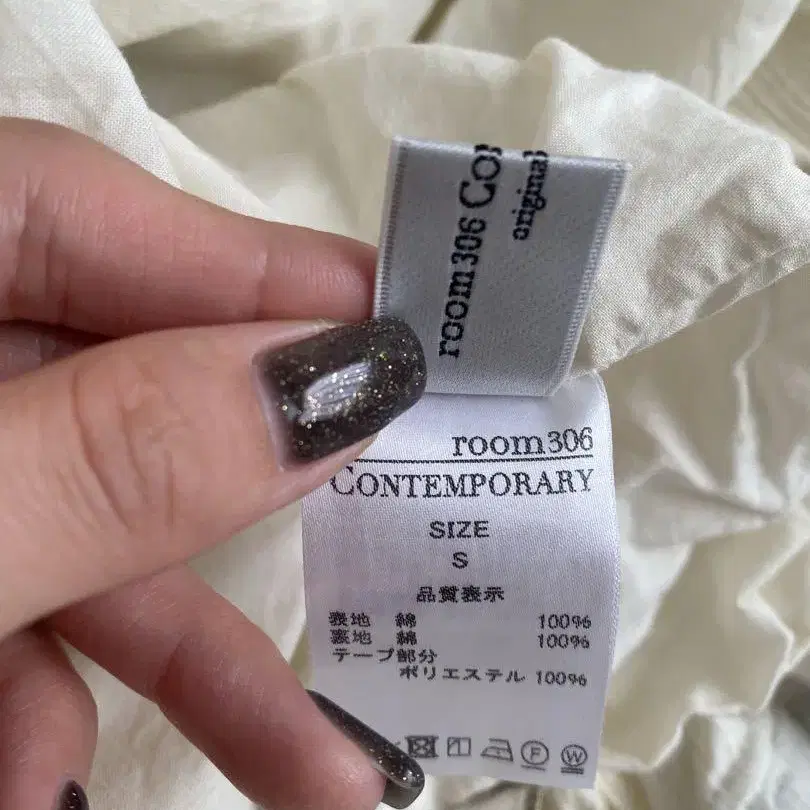 room306 CON
original
room306
CONTEMPORARY
SIZE
S
品質表示
表地 綿 100%
裏地 綿 100%
テープ部分
ポリエステル 100%
F W